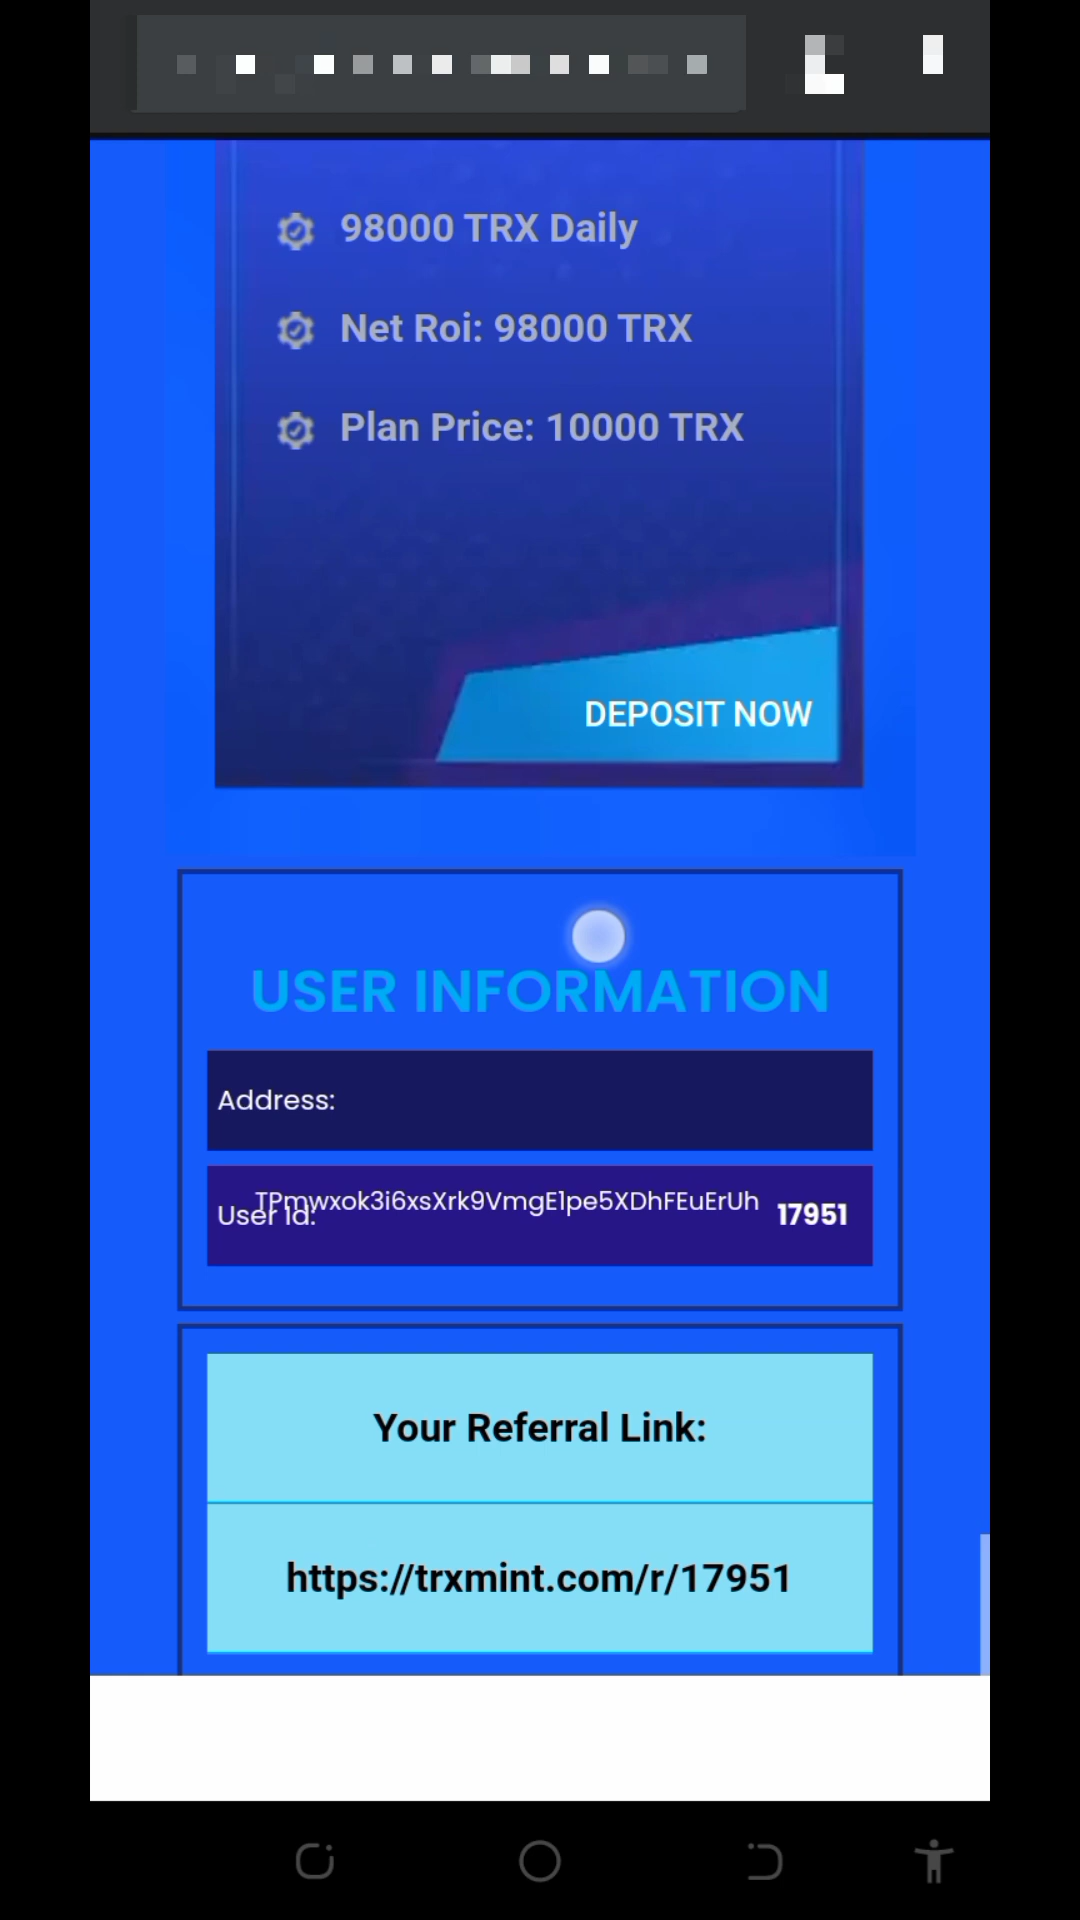 98000 TRX Daily
Net Roi: 98000 TRX
Plan Price: 10000 TRX
DEPOSIT NOW
USER INFORMATION
Address:
TPmwxok3i6xsXrk9VmgE1pe5XDhFEuErUh
User Id: 17951
Your Referral Link:
https://trxmint.com/r/17951